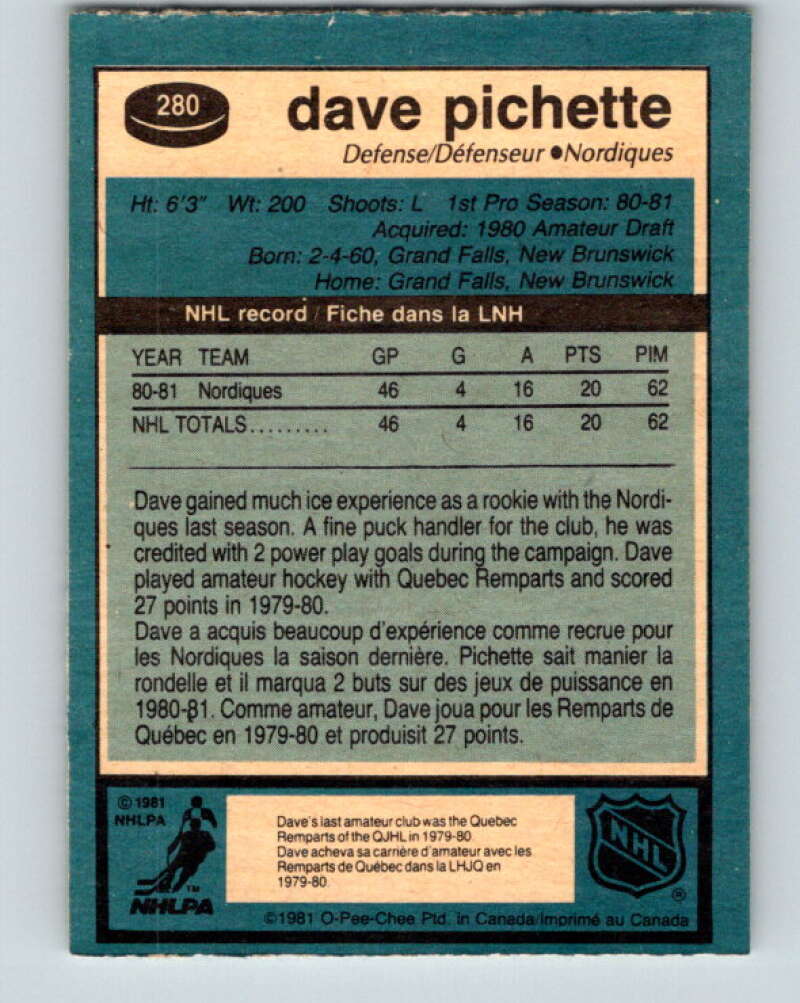 280
dave pichette
Defense/Défenseur ●Nordiques
Ht: 6'3" Wt: 200 Shoots: L 1st Pro Season: 80-81
Acquired: 1980 Amateur Draft
Born: 2-4-60, Grand Falls, New Brunswick
Home: Grand Falls, New Brunswick
NHL record / Fiche dans la LNH
YEAR TEAM GP G A PTS PIM
80-81 Nordiques 46 4 16 20 62
NHL TOTALS......... 46 4 16 20 62
Dave gained much ice experience as a rookie with the Nordi-
ques last season. A fine puck handler for the club, he was
credited with 2 power play goals during the campaign. Dave
played amateur hockey with Quebec Remparts and scored
27 points in 1979-80.
Dave a acquis beaucoup d'expérience comme recrue pour
les Nordiques la saison dernière. Pichette sait manier la
rondelle et il marqua 2 buts sur des jeux de puissance en
1980-81. Comme amateur, Dave joua pour les Remparts de
Québec en 1979-80 et produisit 27 points.
© 1981
NHLPA
TM
NHLPA
Dave's last amateur club was the Quebec
Remparts of the QJHL in 1979-80
Dave acheva sa carrière d'amateur avec les
Remparts de Québec dans la LHJQ en
1979-80.
NHL
®
©1981 O-Pee-Chee Ptd. in Canada/Imprimé au Canada